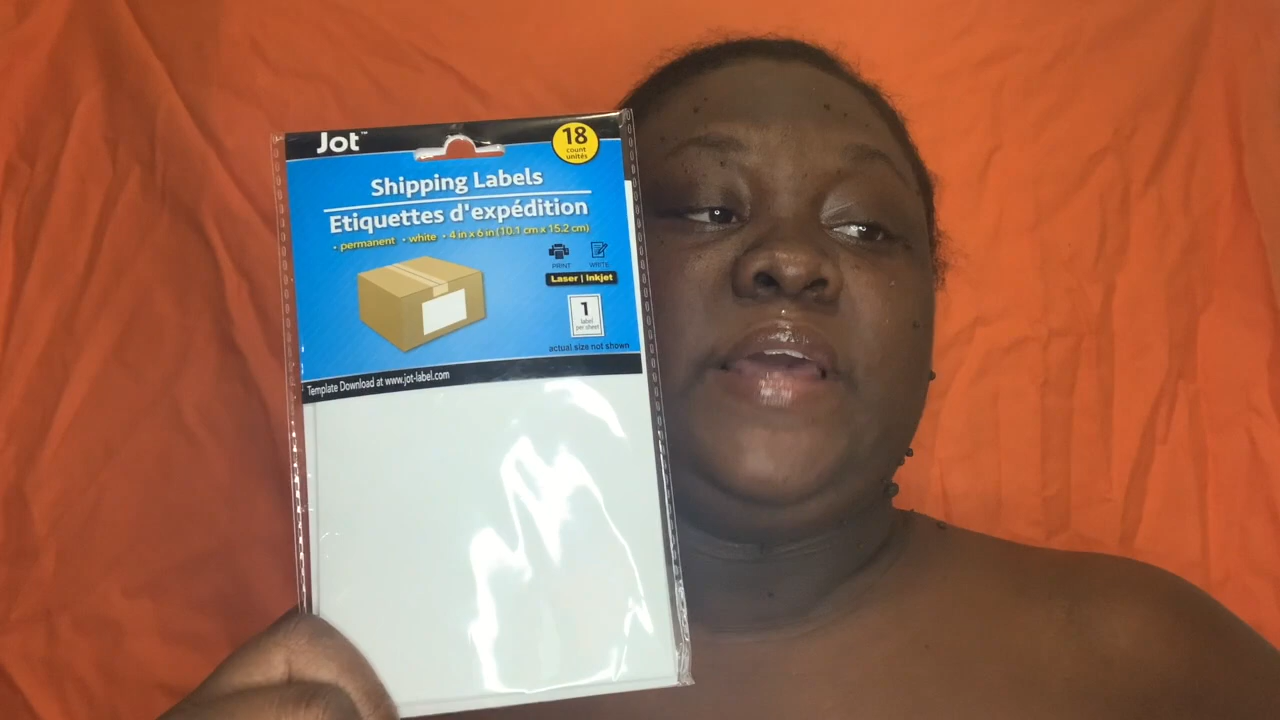 Jot™
18
count
unités
Shipping Labels
Etiquettes d'expédition
• permanent • white • 4 in x 6 in (10.1 cm x 15.2 cm)
PRINT WRITE
Laser | Inkjet
1
label
per sheet
actual size not shown
Template Download at www.jot-label.com